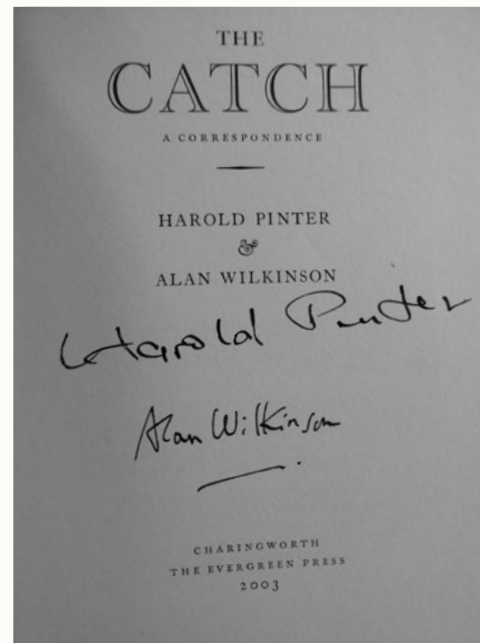 THE
CATCH
A CORRESPONDENCE
HAROLD PINTER
&
ALAN WILKINSON
Harold Pinter
Alan Wilkinson
CHARINGWORTH
THE EVERGREEN PRESS
2003